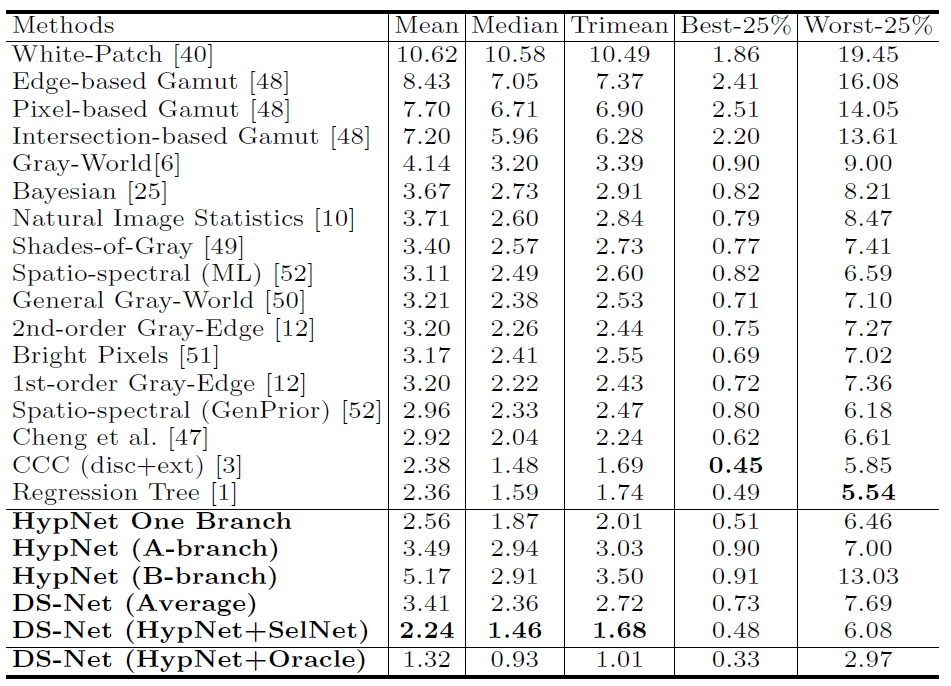 Methods Mean Median Trimean Best-25% Worst-25%
White-Patch [40] 10.62 10.58 10.49 1.86 19.45
Edge-based Gamut [48] 8.43 7.05 7.37 2.41 16.08
Pixel-based Gamut [48] 7.70 6.71 6.90 2.51 14.05
Intersection-based Gamut [48] 7.20 5.96 6.28 2.20 13.61
Gray-World[6] 4.14 3.20 3.39 0.90 9.00
Bayesian [25] 3.67 2.73 2.91 0.82 8.21
Natural Image Statistics [10] 3.71 2.60 2.84 0.79 8.47
Shades-of-Gray [49] 3.40 2.57 2.73 0.77 7.41
Spatio-spectral (ML) [52] 3.11 2.49 2.60 0.82 6.59
General Gray-World [50] 3.21 2.38 2.53 0.71 7.10
2nd-order Gray-Edge [12] 3.20 2.26 2.44 0.75 7.27
Bright Pixels [51] 3.17 2.41 2.55 0.69 7.02
1st-order Gray-Edge [12] 3.20 2.22 2.43 0.72 7.36
Spatio-spectral (GenPrior) [52] 2.96 2.33 2.47 0.80 6.18
Cheng et al. [47] 2.92 2.04 2.24 0.62 6.61
CCC (disc+ext) [3] 2.38 1.48 1.69 0.45 5.85
Regression Tree [1] 2.36 1.59 1.74 0.49 5.54
HypNet One Branch 2.56 1.87 2.01 0.51 6.46
HypNet (A-branch) 3.49 2.94 3.03 0.90 7.00
HypNet (B-branch) 5.17 2.91 3.50 0.91 13.03
DS-Net (Average) 3.41 2.36 2.72 0.73 7.69
DS-Net (HypNet+SelNet) 2.24 1.46 1.68 0.48 6.08
DS-Net (HypNet+Oracle) 1.32 0.93 1.01 0.33 2.97